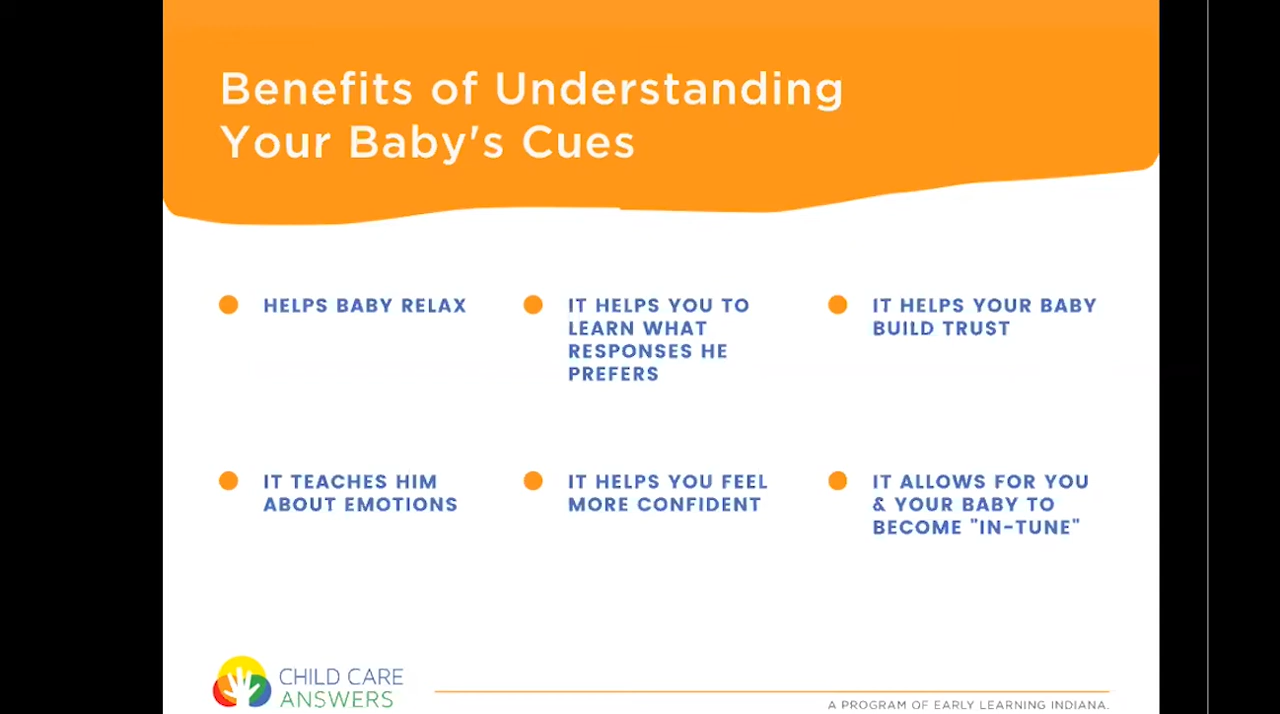 Benefits of Understanding
Your Baby's Cues
HELPS BABY RELAX
IT HELPS YOU TO
LEARN WHAT
RESPONSES HE
PREFERS
IT HELPS YOUR BABY
BUILD TRUST
IT TEACHES HIM
ABOUT EMOTIONS
IT HELPS YOU FEEL
MORE CONFIDENT
IT ALLOWS FOR YOU
& YOUR BABY TO
BECOME "IN-TUNE"
CHILD CARE
ANSWERS
A PROGRAM OF EARLY LEARNING INDIANA.